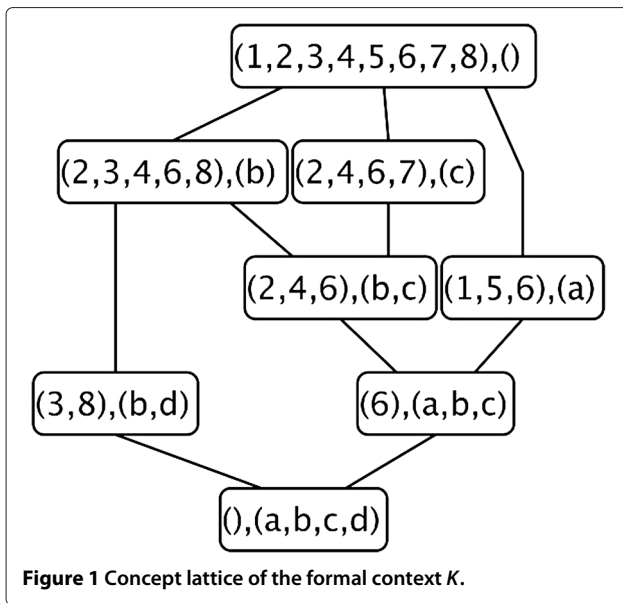 (1,2,3,4,5,6,7,8),()
(2,3,4,6,8),(b)
(2,4,6,7),(c)
(2,4,6),(b,c)
(1,5,6),(a)
(3,8),(b,d)
(6),(a,b,c)
(),(a,b,c,d)
Figure 1 Concept lattice of the formal context K.